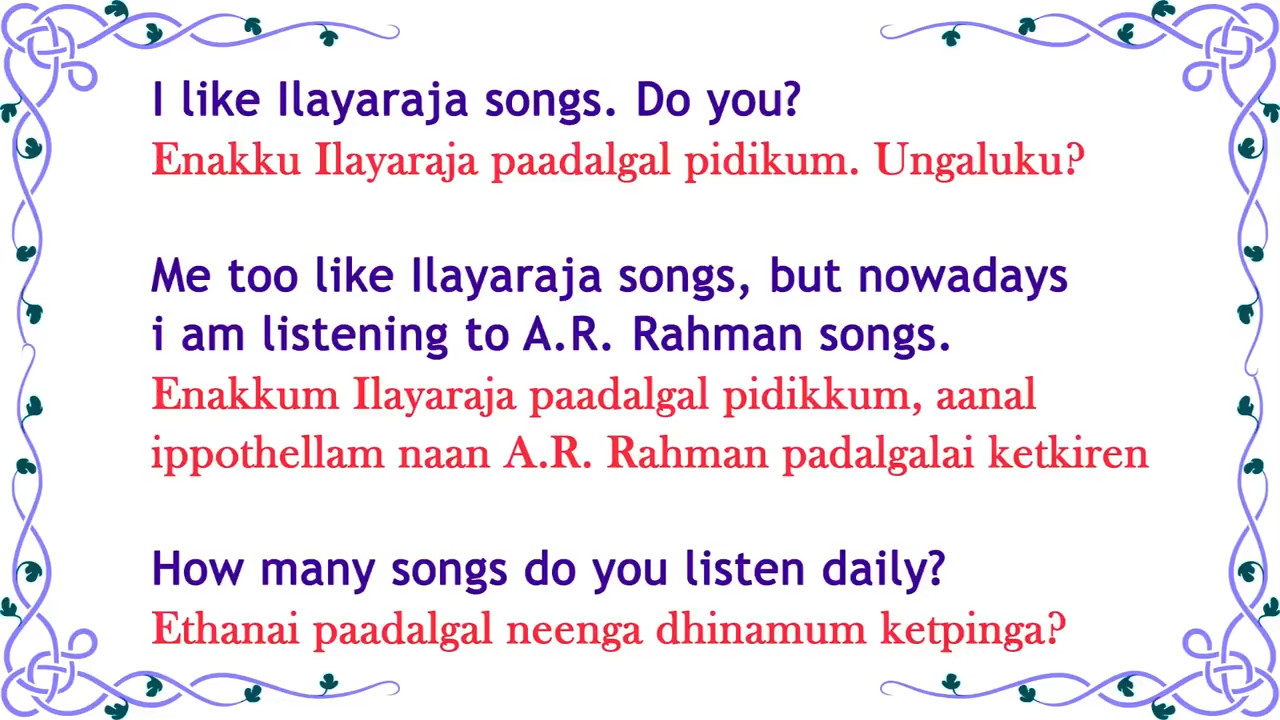 I like Ilayaraja songs. Do you?
Enakku Ilayaraja paadalgal pidikum. Ungaluku?
Me too like Ilayaraja songs, but nowadays
i am listening to A.R. Rahman songs.
Enakkum Ilayaraja paadalgal pidikkum, aanal
ippothellam naan A.R. Rahman padalgalai ketkiren
How many songs do you listen daily?
Ethanai paadalgal neenga dhinamum ketpinga?